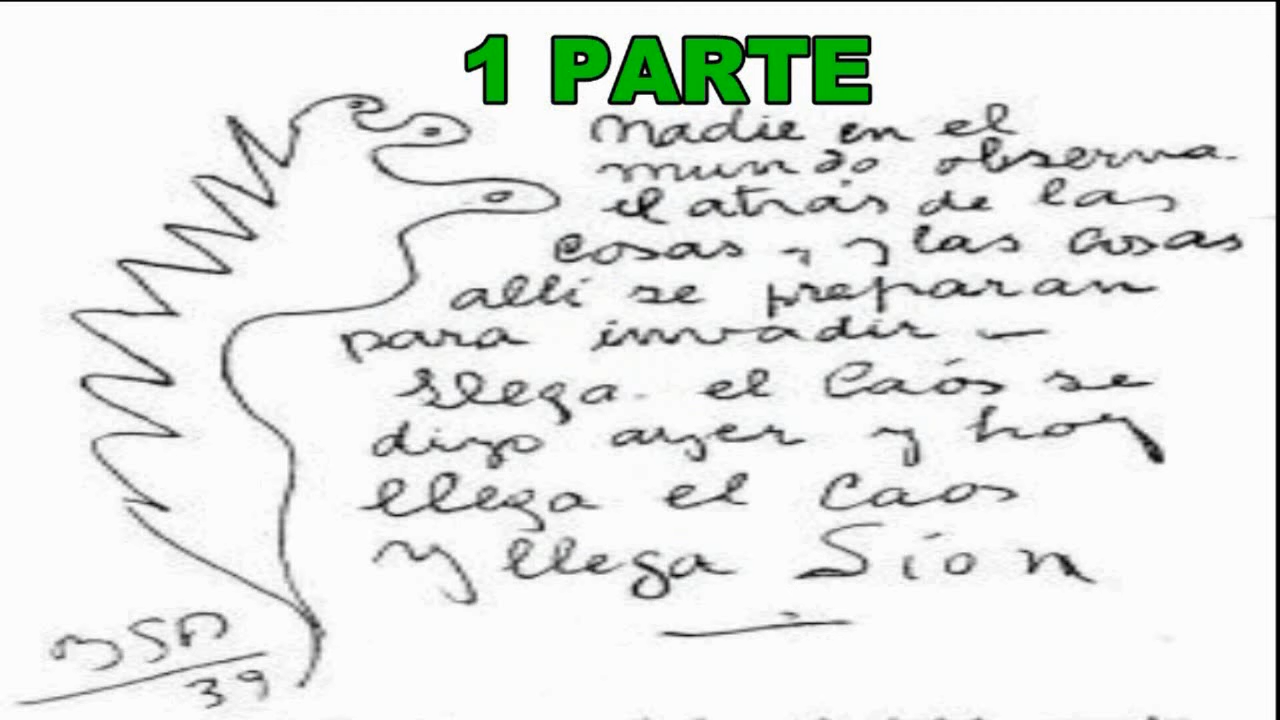 1 PARTE
Nadie en el
mundo observa.
el atrás de las
cosas, y las cosas
allí se preparan
para invadir —
llega. el Caós se
dijo ayer y hoy
llega el Caos
y llega Sion
BSP
39